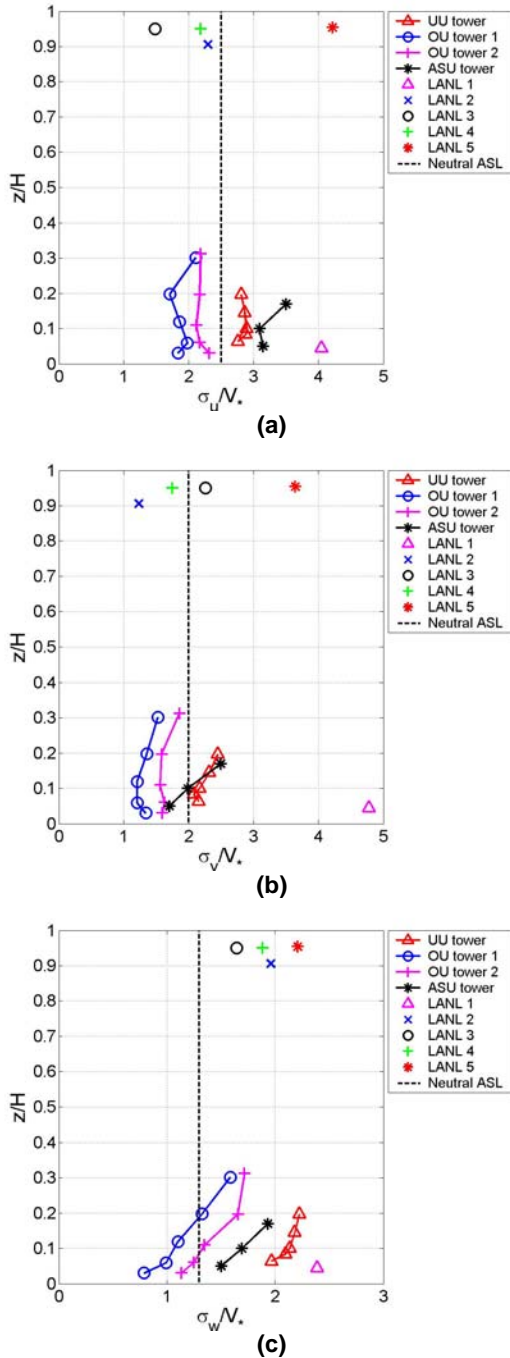 1
0.9
0.8
0.7
0.6
0.5
0.4
0.3
0.2
0.1
0
z/H
0 1 2 3 4 5
σu/V*
UU tower
OU tower 1
OU tower 2
ASU tower
LANL 1
LANL 2
LANL 3
LANL 4
LANL 5
Neutral ASL
(a)
1
0.9
0.8
0.7
0.6
0.5
0.4
0.3
0.2
0.1
0
z/H
0 1 2 3 4 5
σv/V*
UU tower
OU tower 1
OU tower 2
ASU tower
LANL 1
LANL 2
LANL 3
LANL 4
LANL 5
Neutral ASL
(b)
1
0.9
0.8
0.7
0.6
0.5
0.4
0.3
0.2
0.1
0
z/H
0 1 2 3
σw/V*
UU tower
OU tower 1
OU tower 2
ASU tower
LANL 1
LANL 2
LANL 3
LANL 4
LANL 5
Neutral ASL
(c)